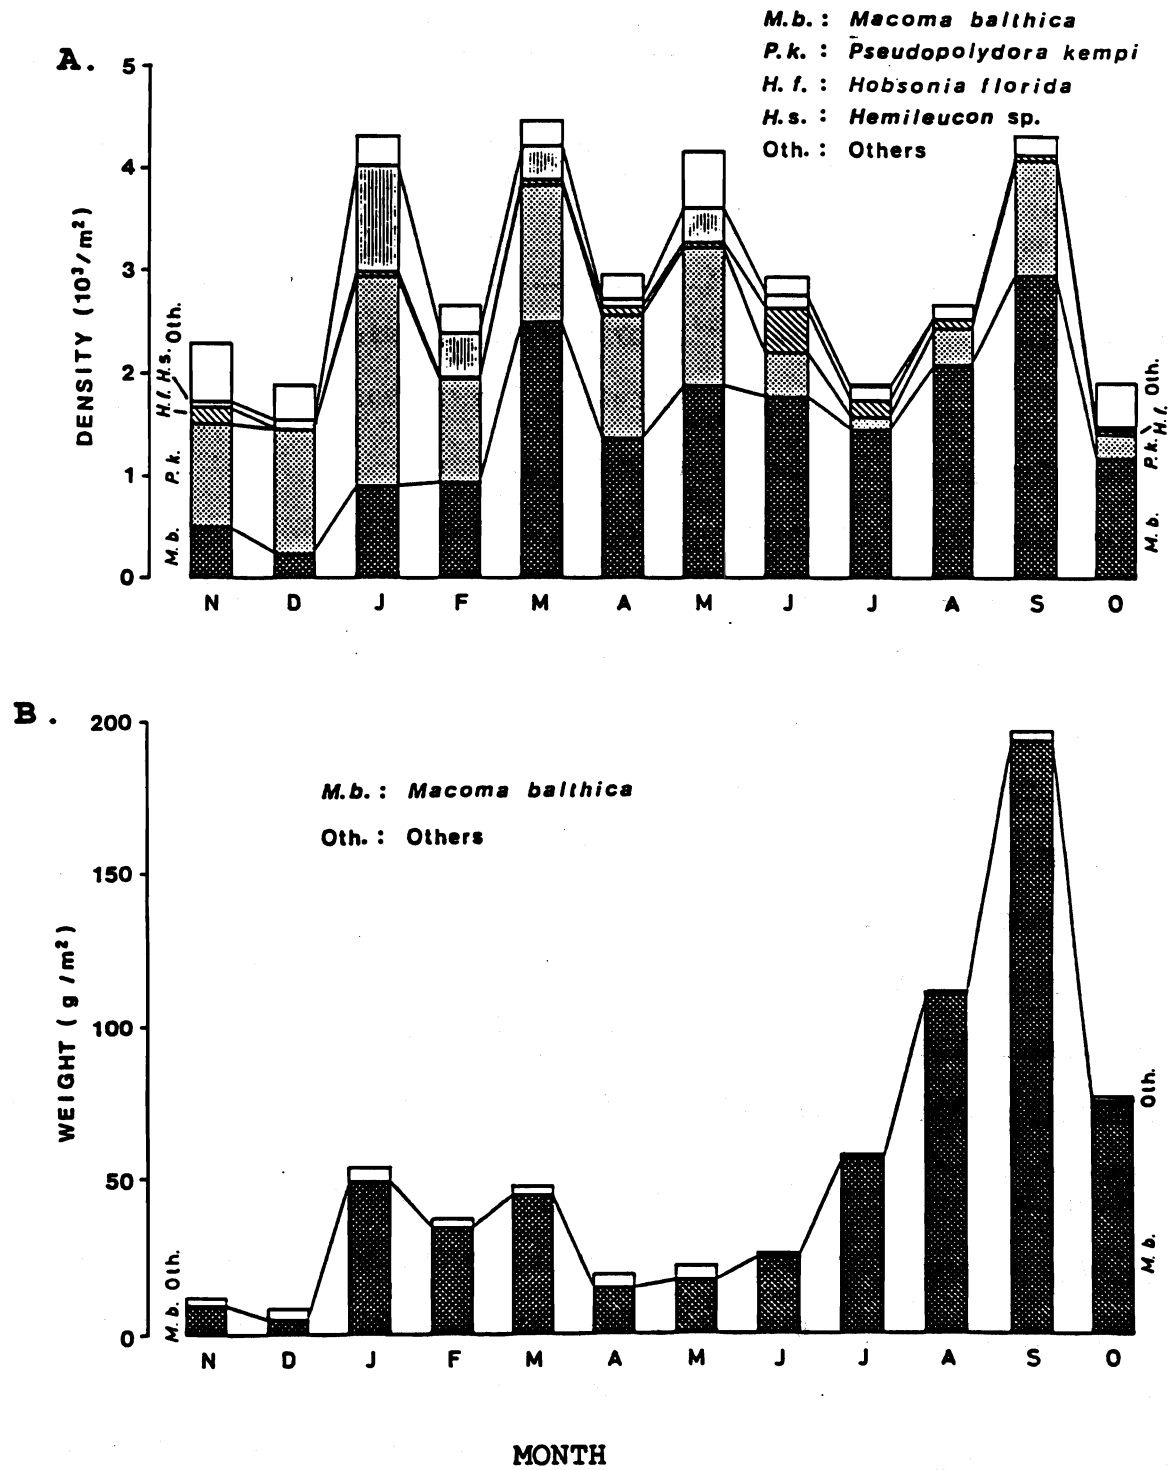 A.
M.b.: Macoma balthica
P.k.: Pseudopolydora kempi
H.f.: Hobsonia florida
H.s.: Hemileucon sp.
Oth.: Others
5
4
3
2
1
0
DENSITY (10³/m²)
M.b. P.k. H.f. H.s. Oth.
M.b. P.k. H.f. Oth.
N D J F M A M J J A S O
B.
M.b.: Macoma balthica
Oth.: Others
200
150
100
50
0
WEIGHT (g/m²)
M.b. Oth.
M.b. Oth.
N D J F M A M J J A S O
MONTH